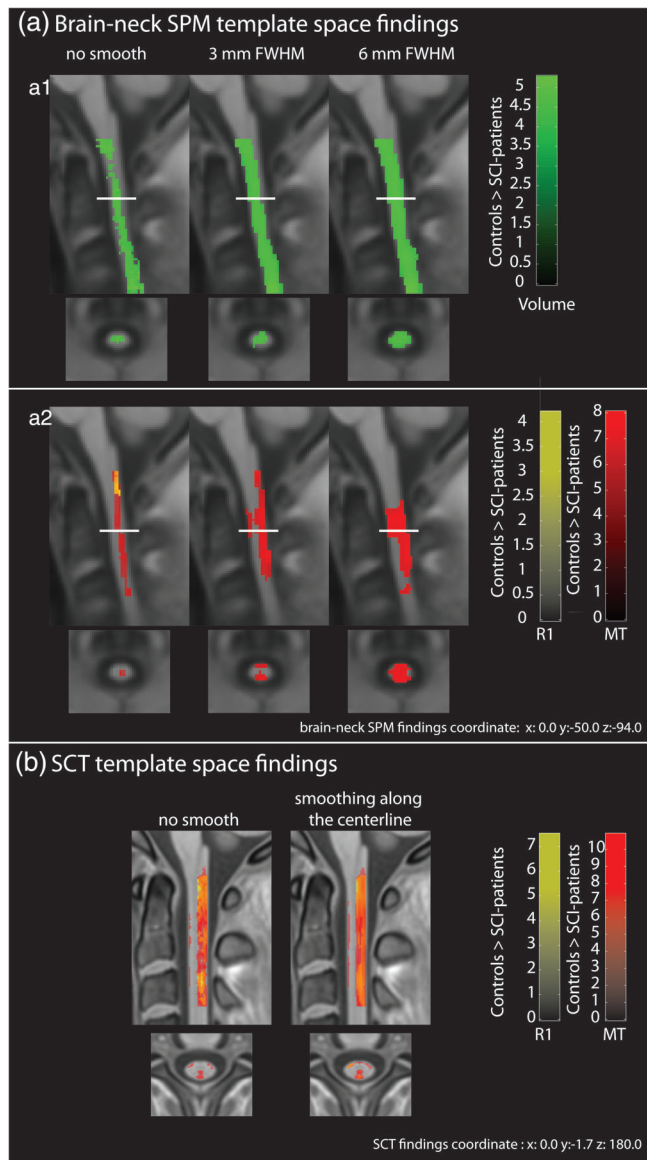 (a) Brain-neck SPM template space findings
no smooth
3 mm FWHM
6 mm FWHM
a1
Controls > SCI-patients
5
4.5
4
3.5
3
2.5
2
1.5
1
0.5
0
Volume
a2
Controls > SCI-patients
4
3.5
3
2.5
2
1.5
1
0.5
0
R1
Controls > SCI-patients
8
7
6
5
4
3
2
1
0
MT
brain-neck SPM findings coordinate: x: 0.0 y:-50.0 z:-94.0
(b) SCT template space findings
no smooth
smoothing along
the centerline
Controls > SCI-patients
7
6
5
4
3
2
1
0
R1
Controls > SCI-patients
10
9
8
7
6
5
4
3
2
1
0
MT
SCT findings coordinate : x: 0.0 y:-1.7 z: 180.0